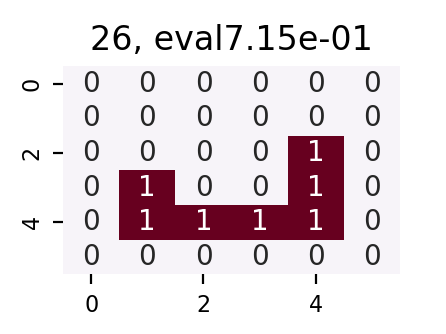 26, eval7.15e-01
0 0 0 0 0 0 0
0 0 0 0 0 0
2 0 0 0 0 1 0
0 1 0 0 1 0
4 0 1 1 1 1 0
0 0 0 0 0 0
0 2 4